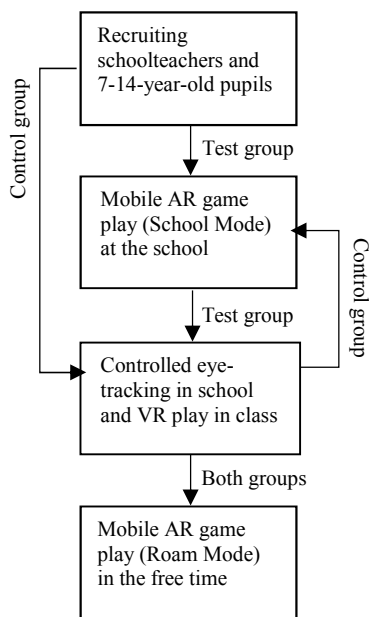 Recruiting
schoolteachers and
7-14-year-old pupils
Control group
Test group
Mobile AR game
play (School Mode)
at the school
Control group
Test group
Controlled eye-
tracking in school
and VR play in class
Both groups
Mobile AR game
play (Roam Mode)
in the free time